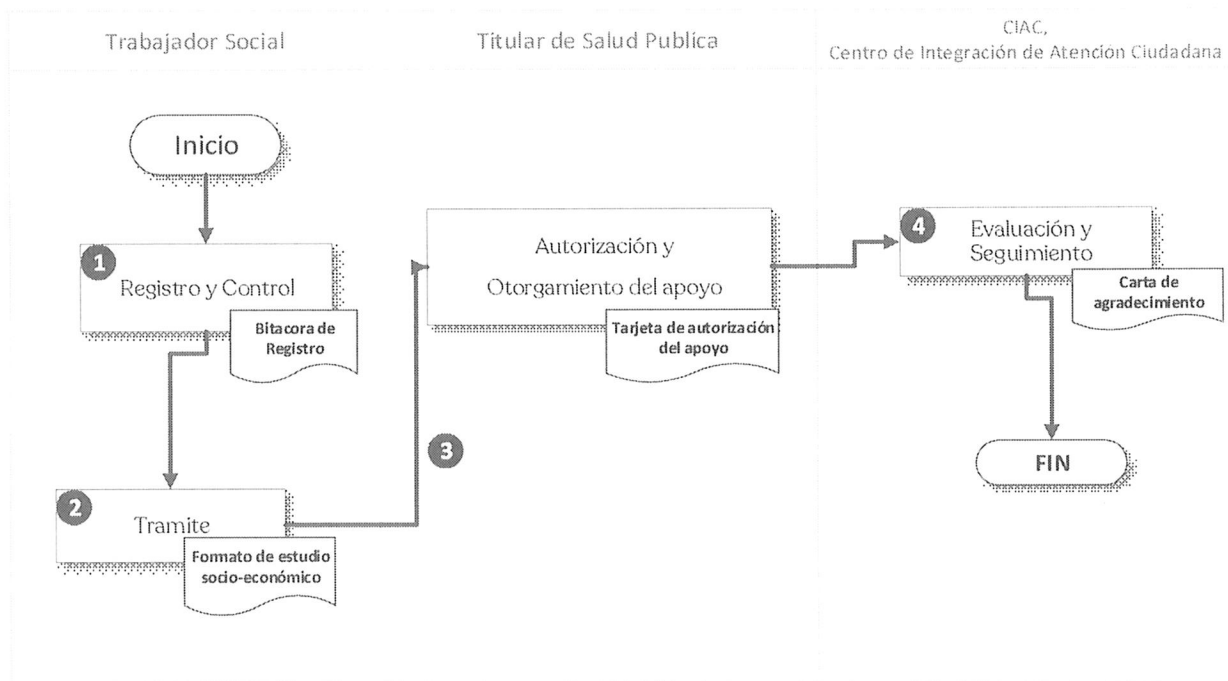 Trabajador Social
Titular de Salud Publica
CIAC,
Centro de Integración de Atención Ciudadana
Inicio
1
Registro y Control
Bitacora de
Registro
2
Tramite
Formato de estudio
socio-económico
3
Autorización y
Otorgamiento del apoyo
Tarjeta de autorización
del apoyo
4
Evaluación y
Seguimiento
Carta de
agradecimiento
FIN